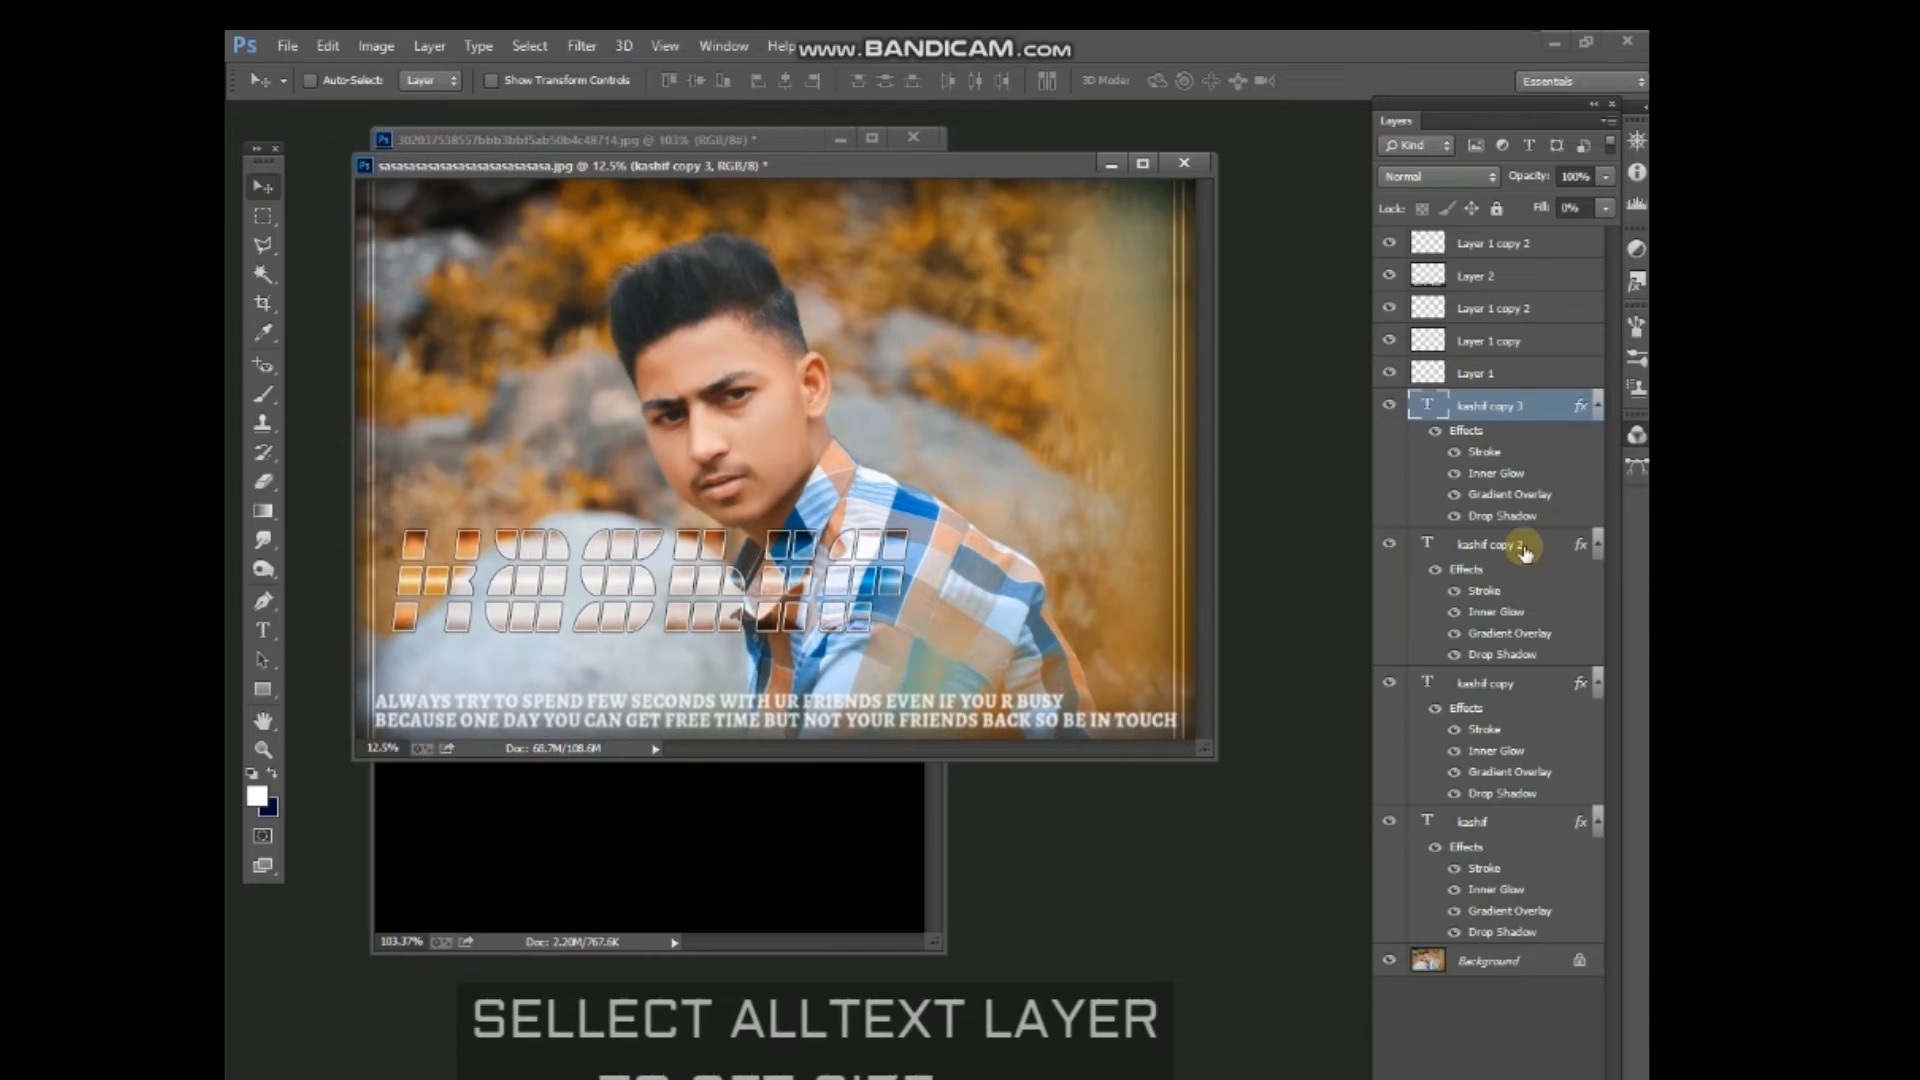 Ps File Edit Image Layer Type Select Filter 3D View Window Help www.BANDICAM.com
Auto-Select: Layer Show Transform Controls 3D Mode: Essentials
302037538557bbb3bbf5ab50b4c48714.jpg @ 103% (RGB/8#) *
sasasasasasasasasasasasasasa.jpg @ 12.5% (kashif copy 3, RGB/8) *
KASHIF
ALWAYS TRY TO SPEND FEW SECONDS WITH UR FRIENDS EVEN IF YOU R BUSY
BECAUSE ONE DAY YOU CAN GET FREE TIME BUT NOT YOUR FRIENDS BACK SO BE IN TOUCH
12.5% Doc: 68.7M/108.6M
103.37% Doc: 2.20M/767.6K
Layers
Kind
Normal Opacity: 100%
Lock: Fill: 0%
Layer 1 copy 2
Layer 2
Layer 1 copy 2
Layer 1 copy
Layer 1
kashif copy 3 fx
Effects
Stroke
Inner Glow
Gradient Overlay
Drop Shadow
kashif copy 2 fx
Effects
Stroke
Inner Glow
Gradient Overlay
Drop Shadow
kashif copy fx
Effects
Stroke
Inner Glow
Gradient Overlay
Drop Shadow
kashif fx
Effects
Stroke
Inner Glow
Gradient Overlay
Drop Shadow
Background
SELLECT ALLTEXT LAYER